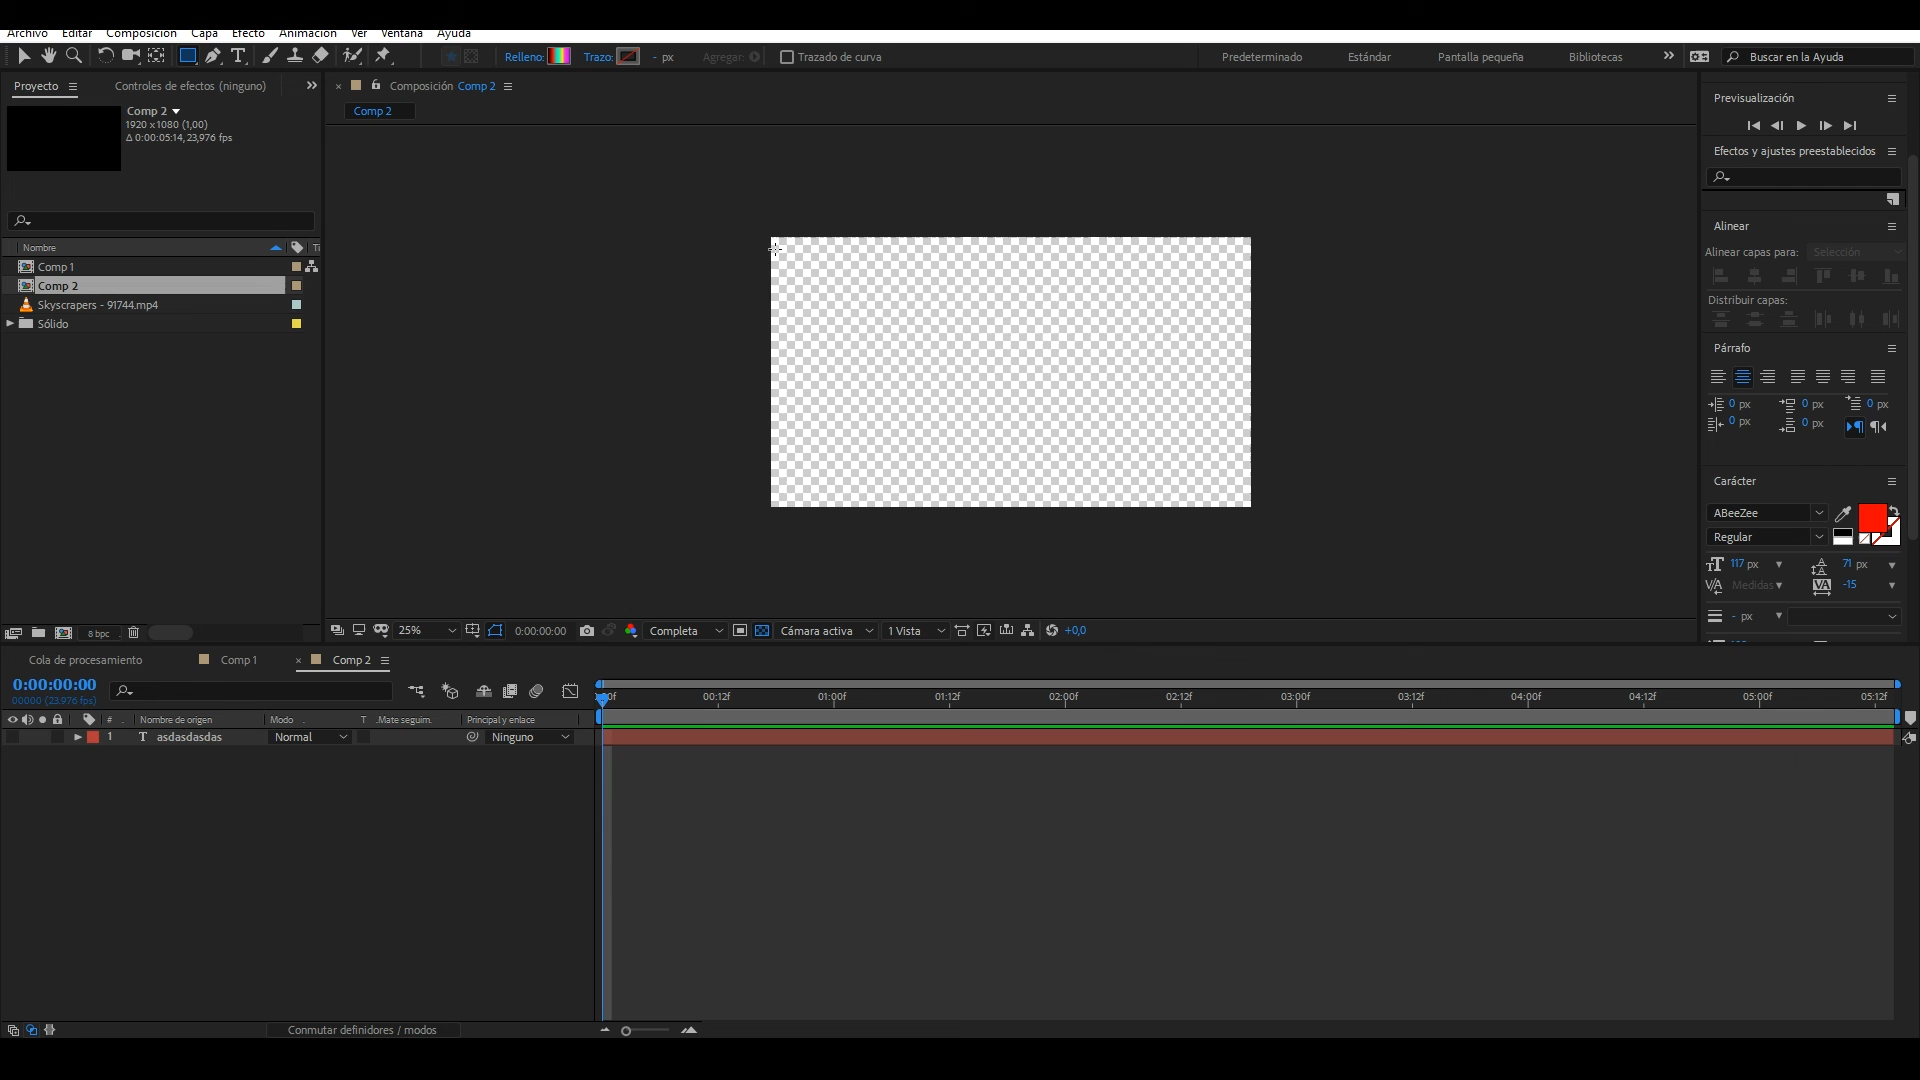 Archivo Editar Composición Capa Efecto Animación Ver Ventana Ayuda
Relleno: Trazo: - px Agregar: Trazado de curva Predeterminado Estándar Pantalla pequeña Bibliotecas Buscar en la Ayuda
Proyecto Controles de efectos (ninguno)
Comp 2
1920 x 1080 (1,00)
Δ 0:00:05:14, 23,976 fps
Nombre Ti
Comp 1
Comp 2
Skyscrapers - 91744.mp4
Sólido
8 bpc
Composición Comp 2
Comp 2
25% 0:00:00:00 Completa Cámara activa 1 Vista +0,0
Previsualización
Efectos y ajustes preestablecidos
Alinear
Alinear capas para: Selección
Distribuir capas:
Párrafo
0 px 0 px 0 px
0 px 0 px
Carácter
ABeeZee
Regular
117 px 71 px
Medidas -15
- px
Cola de procesamiento Comp 1 Comp 2
0:00:00:00
00000 (23.976 fps)
00f 00:12f 01:00f 01:12f 02:00f 02:12f 03:00f 03:12f 04:00f 04:12f 05:00f 05:12f
# Nombre de origen Modo T .Mate seguim. Principal y enlace
1 T asdasdasdas Normal Ninguno
Conmutar definidores / modos